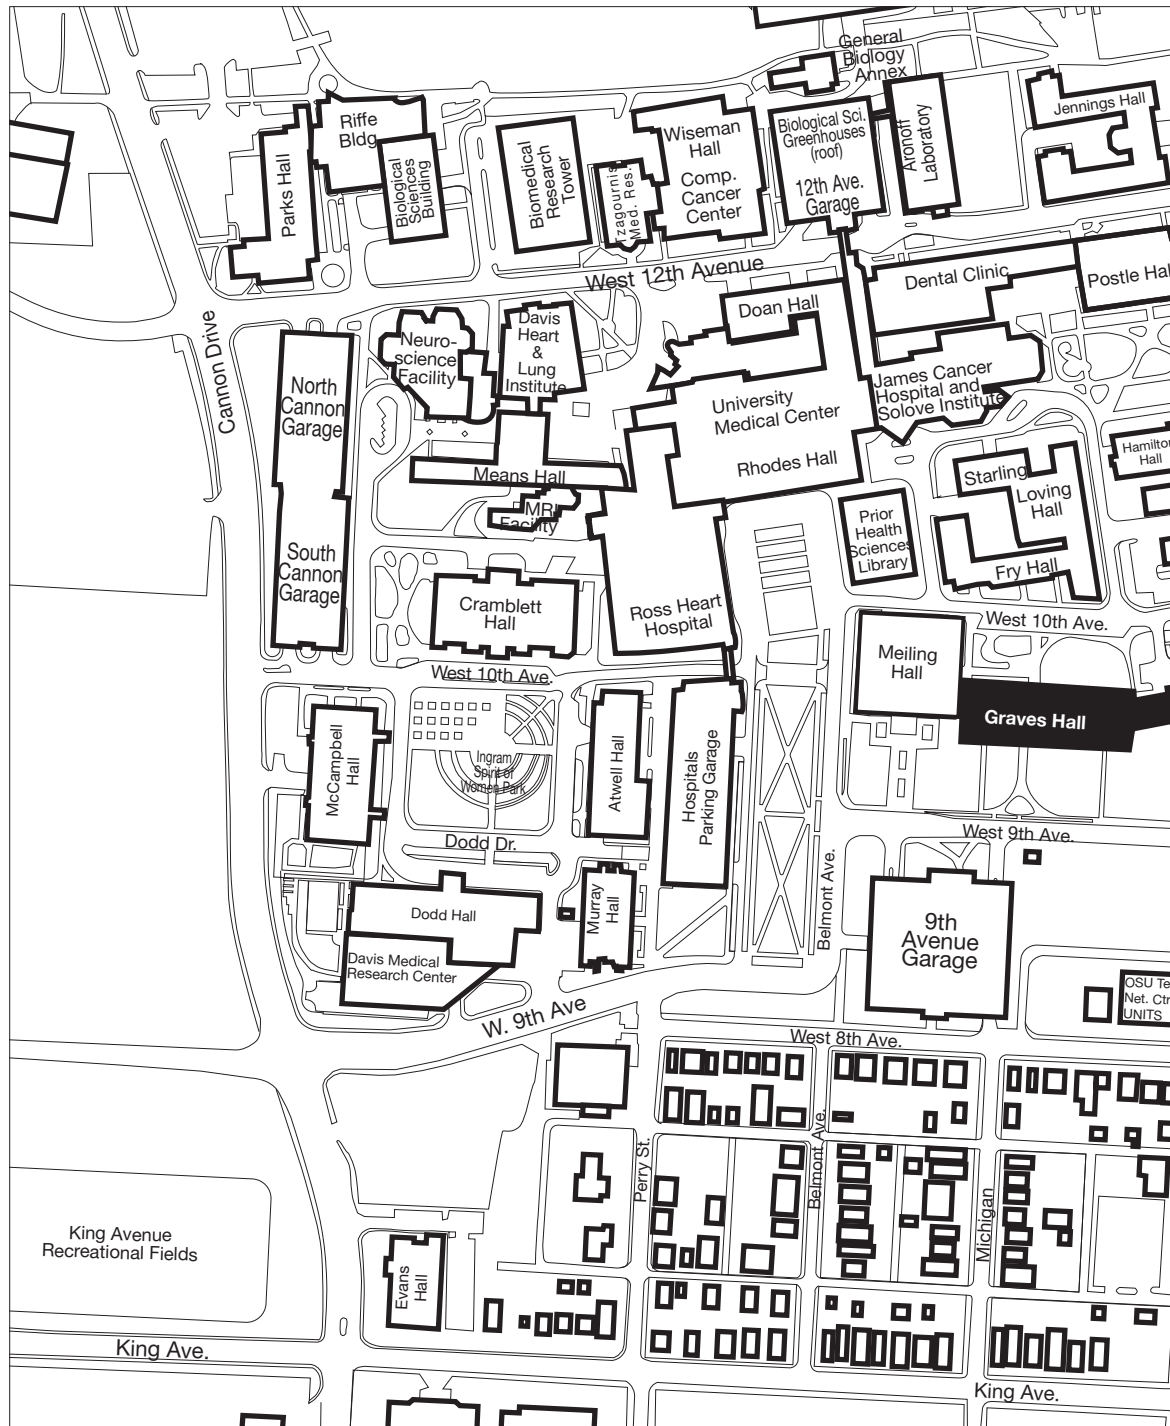 General
Biology
Annex
Jennings Hall
Riffe
Bldg.
Wiseman
Hall
Comp.
Cancer
Center
Biological Sci.
Greenhouses
(roof)
12th Ave.
Garage
Aronoff
Laboratory
Parks Hall
Biological
Sciences
Building
Biomedical
Research
Tower
Tzagournis
Med. Res.
West 12th Avenue
Dental Clinic
Postle Hal
Doan Hall
Cannon Drive
Neuro-
science
Facility
Davis
Heart
&
Lung
Institute
North
Cannon
Garage
University
Medical Center
James Cancer
Hospital and
Solove Institute
Rhodes Hall
Hamilton
Hall
Means Hall
Starling
Loving
Hall
MRI
Facility
Prior
Health
Sciences
Library
South
Cannon
Garage
Fry Hall
Cramblett
Hall
Ross Heart
Hospital
West 10th Ave.
Meiling
Hall
West 10th Ave.
Graves Hall
McCampbell
Hall
Ingram
Spirit of
Women Park
Atwell Hall
Hospitals
Parking Garage
Dodd Dr.
West 9th Ave.
Belmont Ave.
Dodd Hall
Murray
Hall
9th
Avenue
Garage
Davis Medical
Research Center
OSU Te
Net. Ctr
UNITS
W. 9th Ave
West 8th Ave.
Perry St.
Belmont Ave.
Michigan
King Avenue
Recreational Fields
Evans
Hall
King Ave.
King Ave.